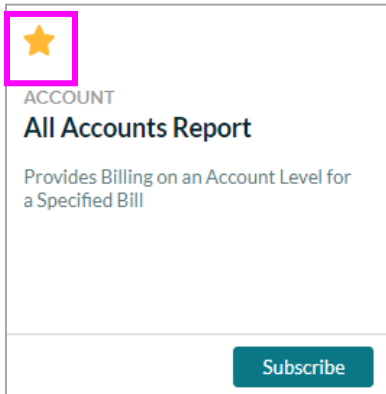 ACCOUNT
All Accounts Report
Provides Billing on an Account Level for
a Specified Bill
Subscribe